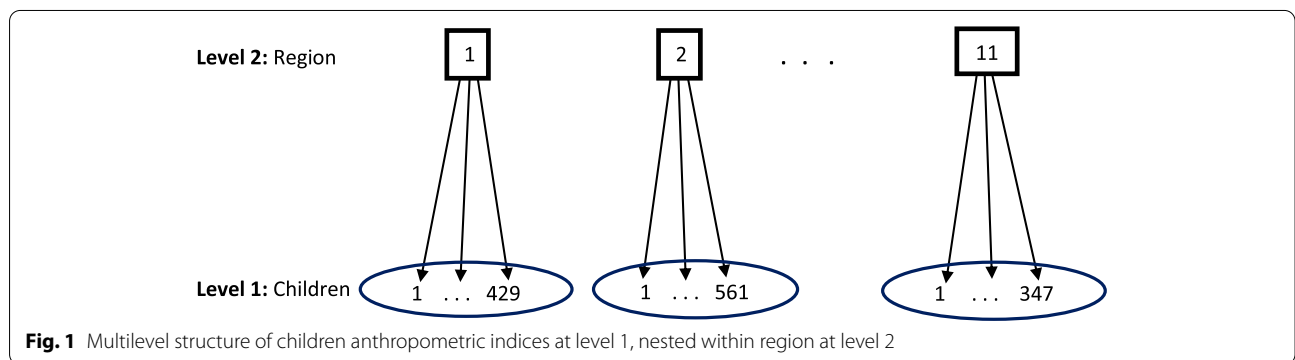 Level 2: Region 1 2 . . . 11
Level 1: Children 1 . . . 429 1 . . . 561 1 . . . 347
Fig. 1 Multilevel structure of children anthropometric indices at level 1, nested within region at level 2